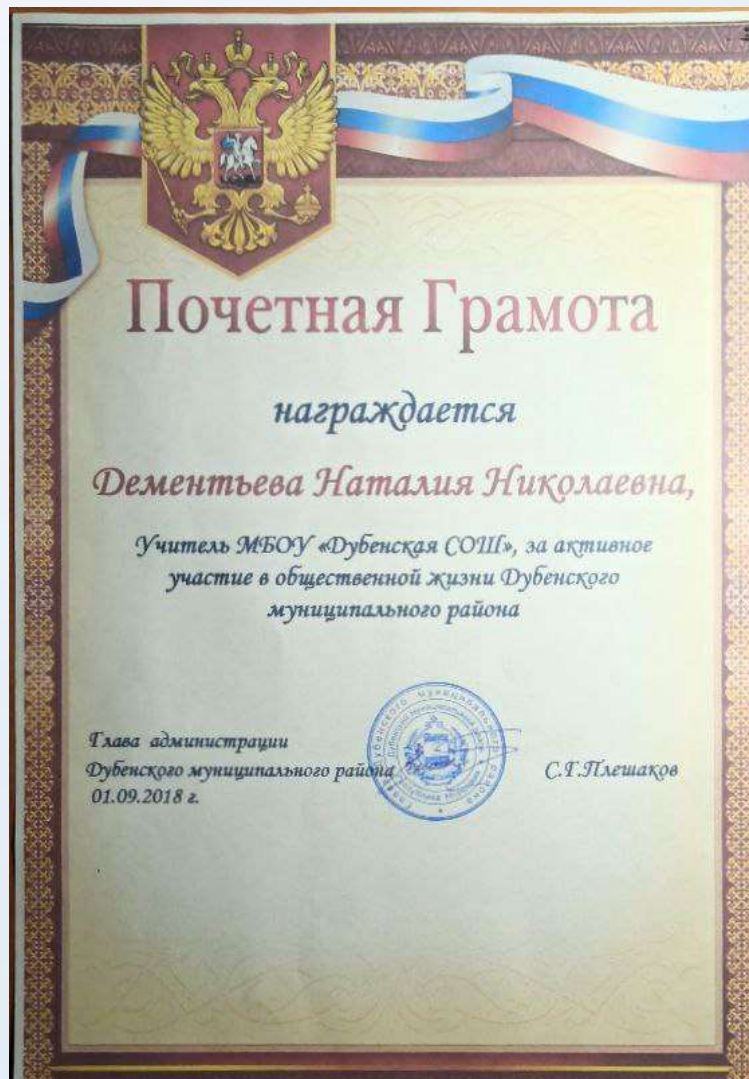 Почетная Грамота
награждается
Дементьева Наталия Николаевна,
Учитель МБОУ «Дубенская СОШ», за активное
участие в общественной жизни Дубенского
муниципального района
Глава администрации
Дубенского муниципального района
С.Г.Плешаков
01.09.2018 г.